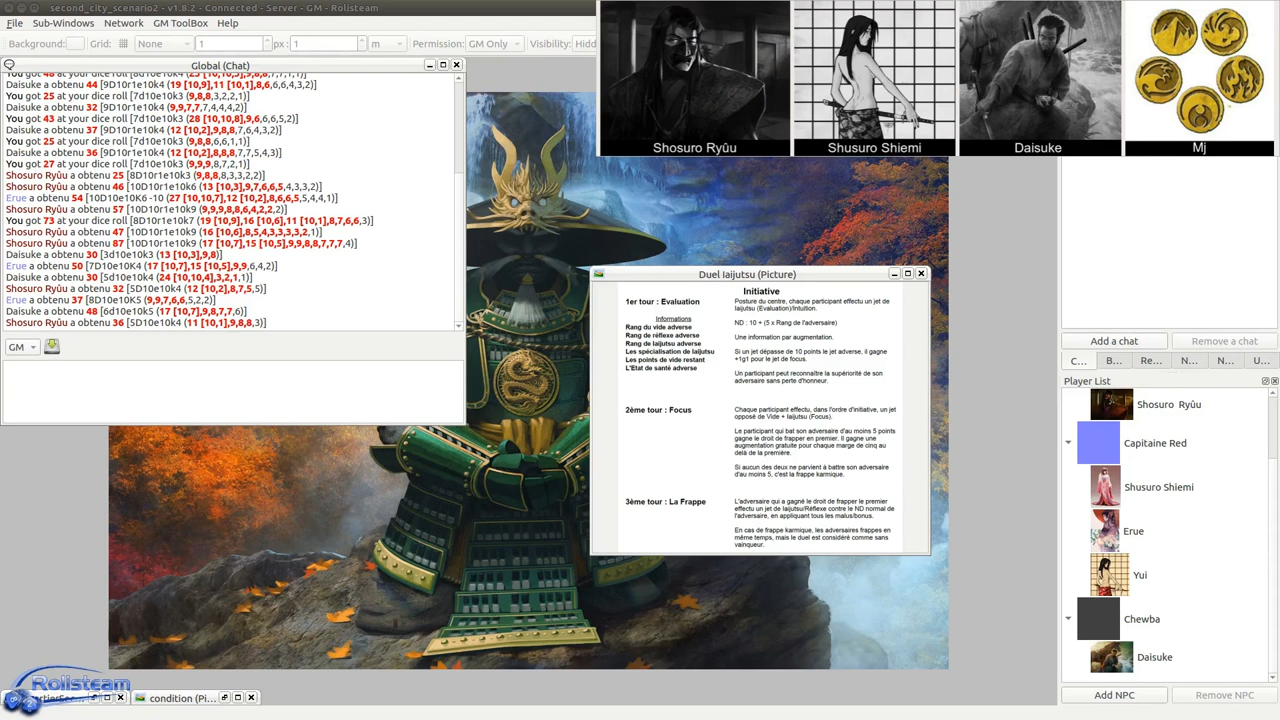 second_city_scenario2 - v1.8.2 - Connected - Server - GM - Rolisteam
File Sub-Windows Network GM ToolBox Help
Background: Grid: None 1 px : 1 m Permission: GM Only Visibility: Hidd
Shosuro Ryûu
Shusuro Shiemi
Daisuke
Mj
Global (Chat)
Daisuke a obtenu 44 [9D10r1e10k4 (19 [10,9],11 [10,1],8,6,6,4,3,2)]
You got 25 at your dice roll [7d10e10k3 (9,8,8,3,2,2,1)]
Daisuke a obtenu 32 [9D10r1e10k4 (9,9,7,7,7,4,4,4,2)]
You got 43 at your dice roll [7d10e10k3 (28 [10,10,8],9,6,6,6,5,2)]
Daisuke a obtenu 37 [9D10r1e10k4 (12 [10,2],9,8,8,7,6,4,3,2)]
You got 25 at your dice roll [7d10e10k3 (9,8,8,6,6,1,1)]
Daisuke a obtenu 36 [9D10r1e10k4 (12 [10,2],8,8,8,7,7,5,4,3)]
You got 27 at your dice roll [7d10e10k3 (9,9,9,8,7,2,1)]
Shosuro Ryûu a obtenu 25 [8D10r1e10k3 (9,8,8,8,3,3,2,2)]
Shosuro Ryûu a obtenu 46 [10D10r1e10k6 (13 [10,3],9,7,6,6,5,4,3,3,2)]
Erue a obtenu 54 [10D10e10K6 -10 (27 [10,10,7],12 [10,2],8,6,6,5,5,4,4,1)]
Shosuro Ryûu a obtenu 57 [10D10r1e10k9 (9,9,9,8,8,6,4,2,2,2)]
You got 73 at your dice roll [8D10r1e10k7 (19 [10,9],16 [10,6],11 [10,1],8,7,6,6,3)]
Shosuro Ryûu a obtenu 47 [10D10r1e10k9 (16 [10,6],8,5,4,3,3,3,3,2,1)]
Shosuro Ryûu a obtenu 87 [10D10r1e10k9 (17 [10,7],15 [10,5],9,9,8,8,7,7,7,4)]
Daisuke a obtenu 30 [3d10e10k3 (13 [10,3],9,8)]
Erue a obtenu 50 [7D10e10K4 (17 [10,7],15 [10,5],9,9,6,4,2)]
Daisuke a obtenu 30 [5d10e10k4 (24 [10,10,4],3,2,1,1)]
Shosuro Ryûu a obtenu 32 [5D10e10k4 (12 [10,2],8,7,5,5)]
Erue a obtenu 37 [8D10e10K5 (9,9,7,6,6,5,2,2)]
Daisuke a obtenu 48 [6d10e10k5 (17 [10,7],9,8,7,7,6)]
Shosuro Ryûu a obtenu 36 [5D10e10k4 (11 [10,1],9,8,8,3)]
GM
Duel Iaijutsu (Picture)
Initiative
1er tour : Evaluation
Posture du centre, chaque participant effectu un jet de
Iaijutsu (Evaluation)/Intuition.
Informations
Rang du vide adverse
Rang de réflexe adverse
Rang de Iaijutsu adverse
Les spécialisation de Iaijutsu
Les points de vide restant
L'Etat de santé adverse
ND : 10 + (5 x Rang de l'adversaire)
Une information par augmentation.
Si un jet dépasse de 10 points le jet adverse, il gagne
+1g1 pour le jet de focus.
Un participant peut reconnaître la supériorité de son
adversaire sans perte d'honneur.
2ème tour : Focus
Chaque participant effectu, dans l'ordre d'initiative, un jet
opposé de Vide + Iaijutsu (Focus).
Le participant qui bat son adversaire d'au moins 5 points
gagne le droit de frapper en premier. Il gagne une
augmentation gratuite pour chaque marge de cinq au
delà de la première.
Si aucun des deux ne parvient à battre son adversaire
d'au moins 5, c'est la frappe karmique.
3ème tour : La Frappe
L'adversaire qui a gagné le droit de frapper le premier
effectu un jet de Iaijutsu/Réflexe contre le ND normal de
l'adversaire, en appliquant tous les malus/bonus.
En cas de frappe karmique, les adversaires frappes en
même temps, mais le duel est considéré comme sans
vainqueur.
Add a chat Remove a chat
C... B... Re... N... N... U...
Player List
Shosuro Ryûu
Capitaine Red
Shusuro Shiemi
Erue
Yui
Chewba
Daisuke
Add NPC Remove NPC
Rolisteam
condition (Pi...